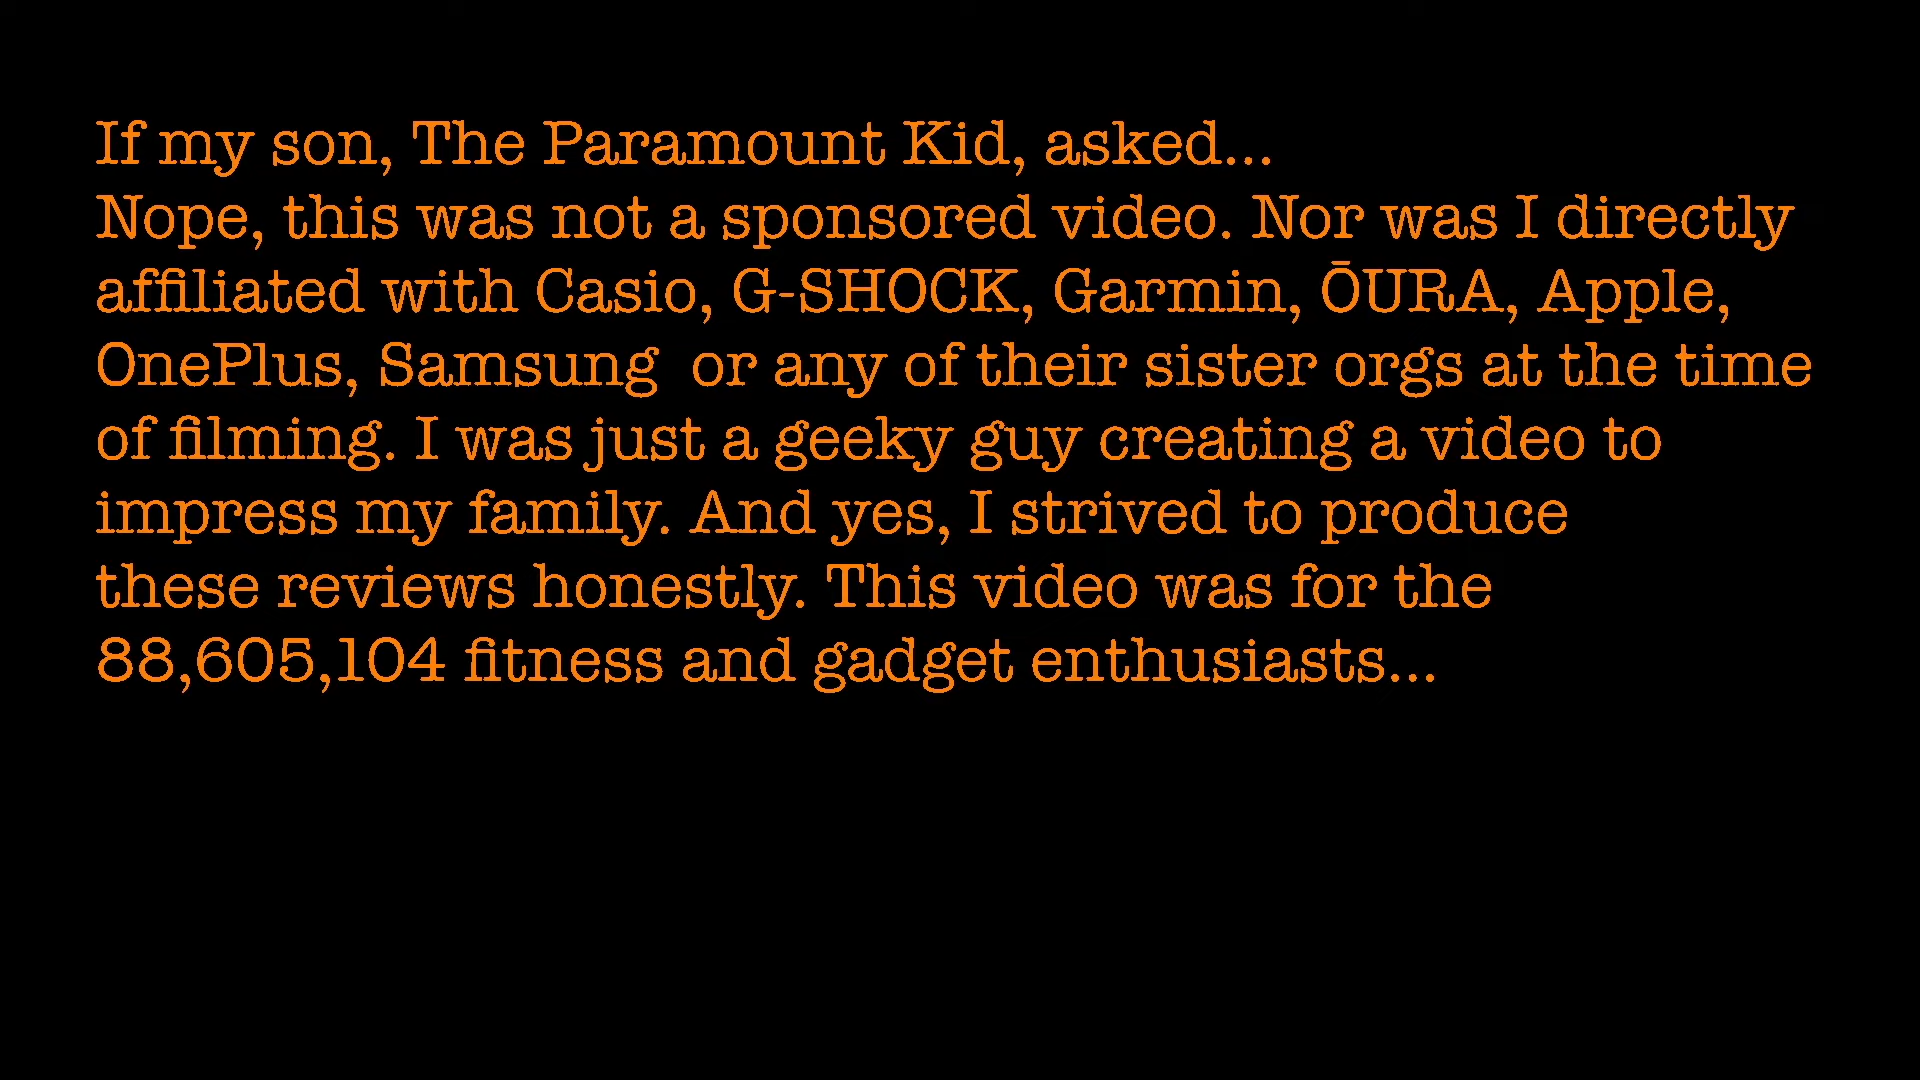 If my son, The Paramount Kid, asked...
Nope, this was not a sponsored video. Nor was I directly
affiliated with Casio, G-SHOCK, Garmin, ŌURA, Apple,
OnePlus, Samsung  or any of their sister orgs at the time
of filming. I was just a geeky guy creating a video to
impress my family. And yes, I strived to produce
these reviews honestly. This video was for the
88,605,104 fitness and gadget enthusiasts...